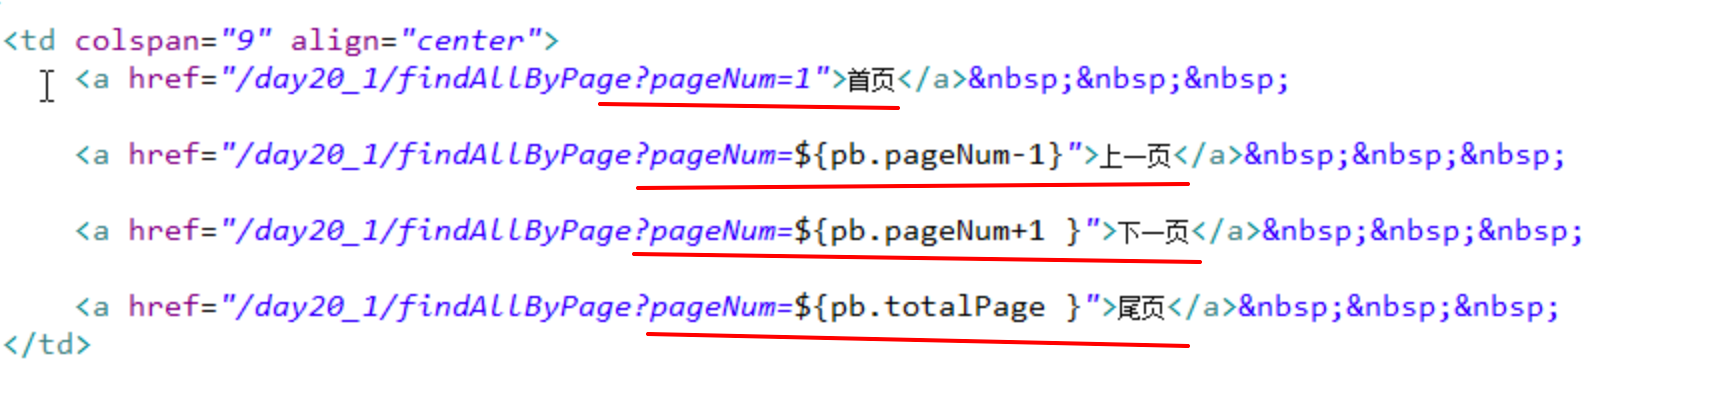 <td colspan="9" align="center">
<a href="/day20_1/findAllByPage?pageNum=1">首页</a>&nbsp;&nbsp;&nbsp;
<a href="/day20_1/findAllByPage?pageNum=${pb.pageNum-1}">上一页</a>&nbsp;&nbsp;&nbsp;
<a href="/day20_1/findAllByPage?pageNum=${pb.pageNum+1 }">下一页</a>&nbsp;&nbsp;&nbsp;
<a href="/day20_1/findAllByPage?pageNum=${pb.totalPage }">尾页</a>&nbsp;&nbsp;&nbsp;
</td>